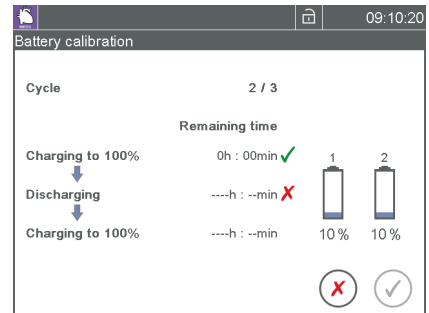 09:10:20
Battery calibration
Cycle 2 / 3
Remaining time
Charging to 100% 0h : 00min
1 2
Discharging ----h : --min
Charging to 100% ----h : --min
10 % 10 %